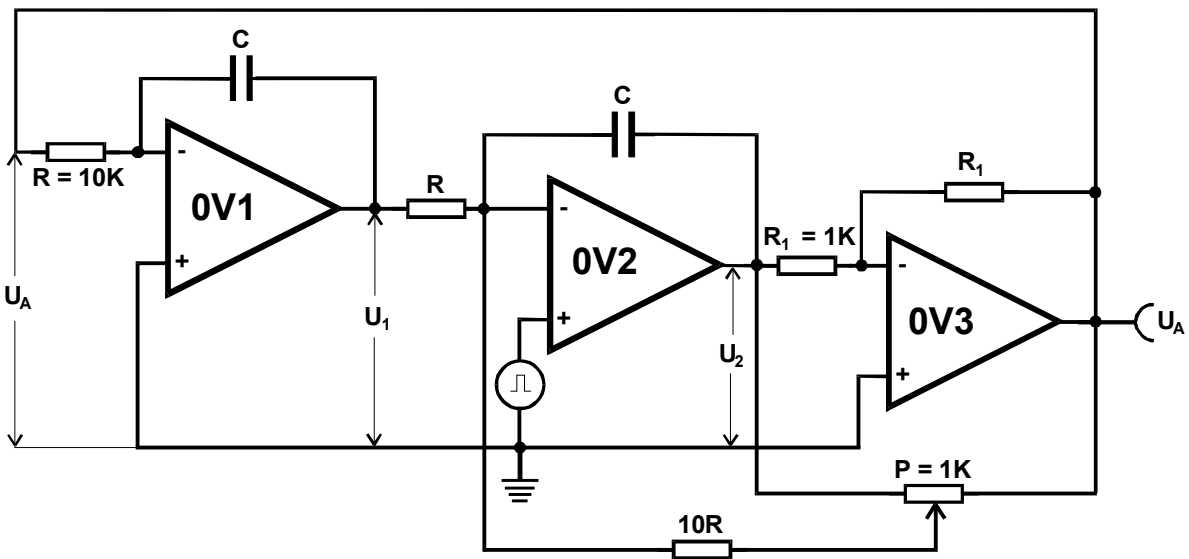 C
C
R = 10K
-
+
0V1
R
-
+
0V2
R1
R1 = 1K
-
+
0V3
UA
U1
U2
UA
P = 1K
10R